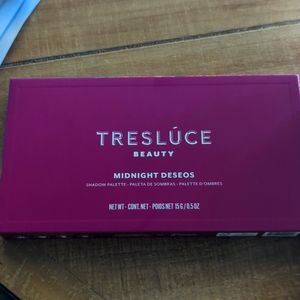 TRESLÚCE
BEAUTY
MIDNIGHT DESEOS
SHADOW PALETTE • PALETA DE SOMBRAS • PALETTE D'OMBRES
NET WT • CONT. NET • POIDS NET 15 G / 0.5 OZ